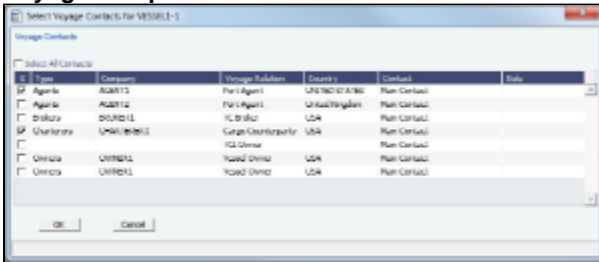 Select Voyage Contacts for VESSEL1-1
Voyage Contacts
Select All Contacts
S Type Company Voyage Relation Country Contact Role
Agents AGENT1 Port Agent UNITED STATES Main Contact
Agents AGENT2 Port Agent United Kingdom Main Contact
Brokers BROKER1 TC Broker USA Main Contact
Charterers CHARTERER1 Cargo Counterparty USA Main Contact
TCI Owner Main Contact
Owners OWNER1 Vessel Owner USA Main Contact
Owners OWNER1 Vessel Owner USA Main Contact
OK Cancel